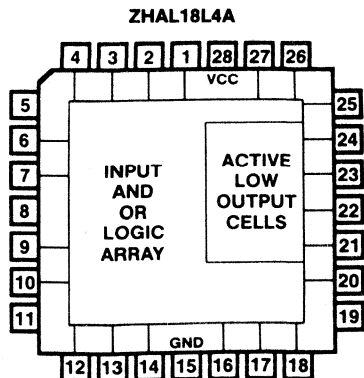 ZHAL18L4A
4 3 2 1 28 27 26
VCC
5
25
6
24
7
23
8
22
9
21
10
20
11
19
INPUT
AND
OR
LOGIC
ARRAY
ACTIVE
LOW
OUTPUT
CELLS
GND
12 13 14 15 16 17 18